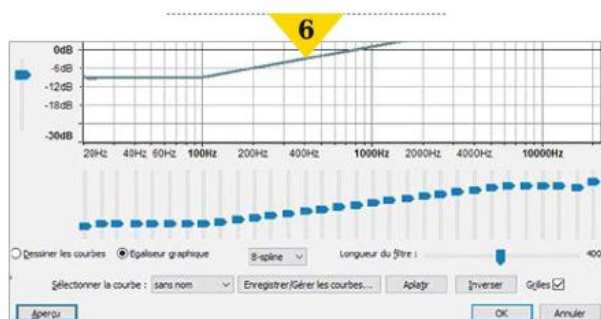 6
0dB
-6dB
-12dB
-18dB
-30dB
20Hz 40Hz 60Hz 100Hz 200Hz 400Hz 1000Hz 2000Hz 4000Hz 10000Hz
Dessiner les courbes Egaliseur graphique B-spline Longueur du filtre : 400
Sélectionner la courbe : sans nom Enregistrer/Gérer les courbes... Aplatir Inverser Grilles
Aperçu OK Annuler